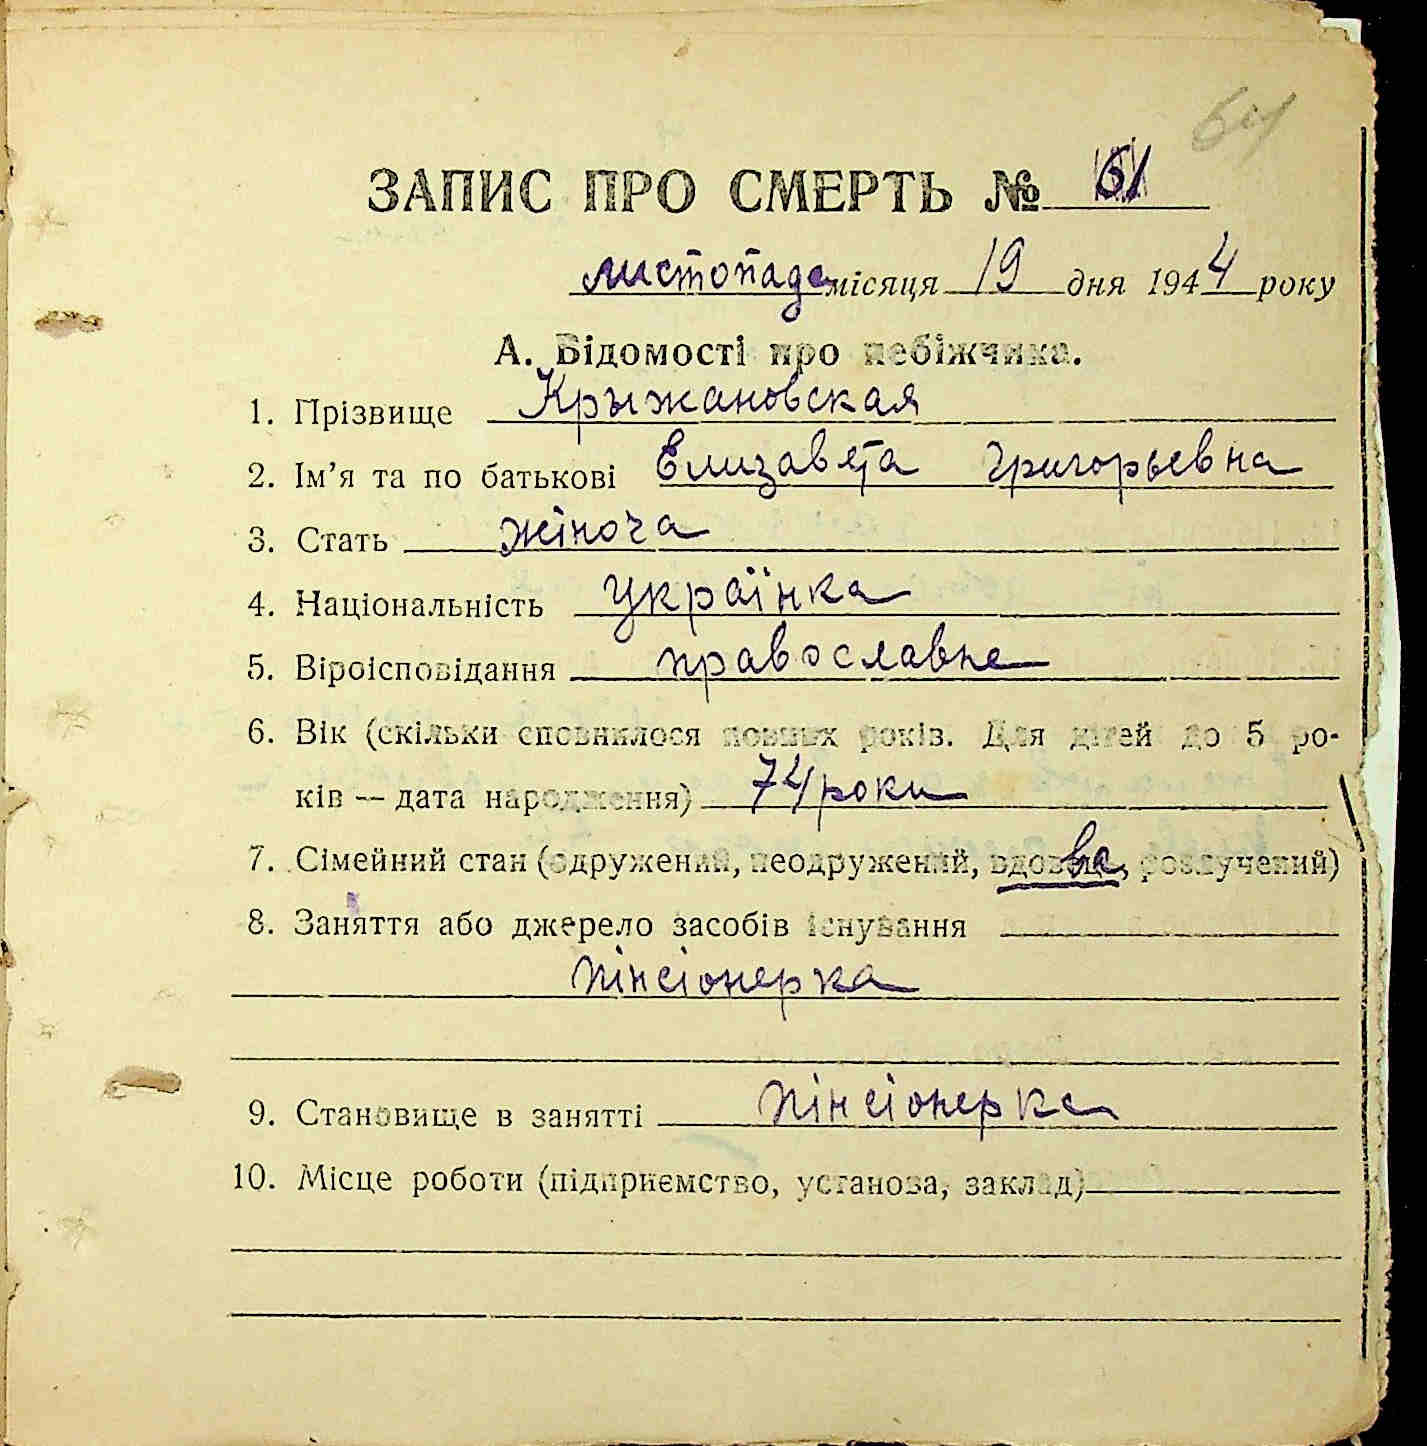 64
ЗАПИС ПРО СМЕРТЬ № 61
листопада місяця 19 дня 1944 року
А. Відомості про небіжчика.
1. Прізвище Крыжановская
2. Ім’я та по батькові Елизавета Григорьевна
3. Стать жіноча
4. Національність українка
5. Віроісповідання православне
6. Вік (скільки сповнилося повних років. Для дітей до 5 ро-
ків — дата народження) 74 роки
7. Сімейний стан (одружений, неодружений, вдова, розлучений)
8. Заняття або джерело засобів існування
пінсіонерка
9. Становище в занятті пінсіонерка
10. Місце роботи (підприємство, установа, заклад)